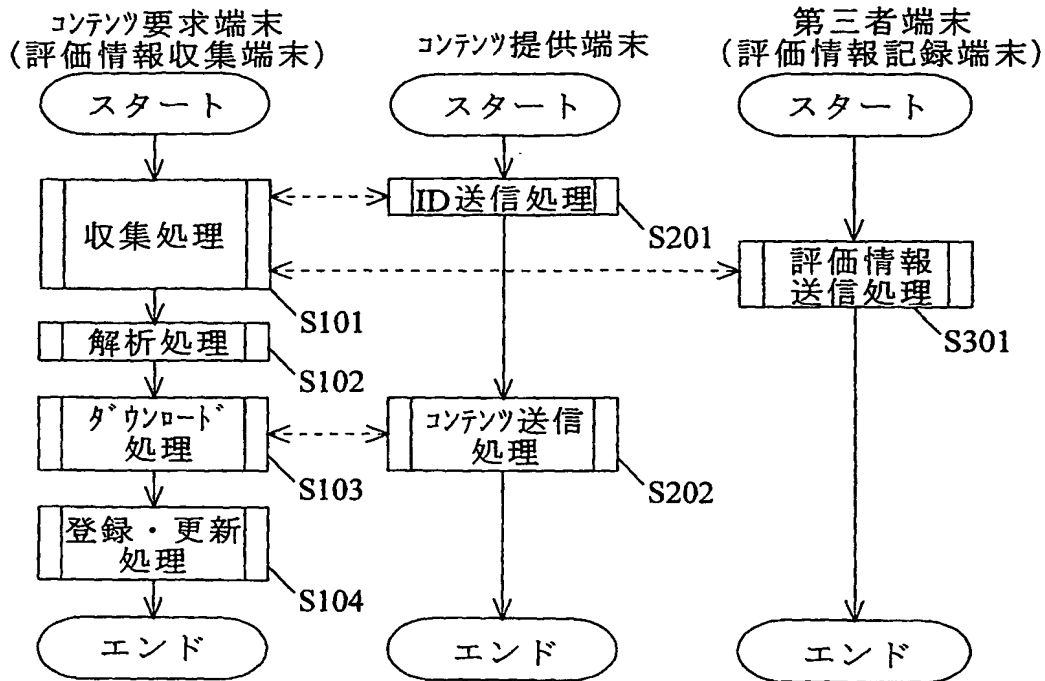 コンテンツ要求端末
(評価情報収集端末)
スタート
収集処理
S101
解析処理
S102
ダウンロード
処理
S103
登録・更新
処理
S104
エンド
コンテンツ提供端末
スタート
ID送信処理
S201
コンテンツ送信
処理
S202
エンド
第三者端末
(評価情報記録端末)
スタート
評価情報
送信処理
S301
エンド